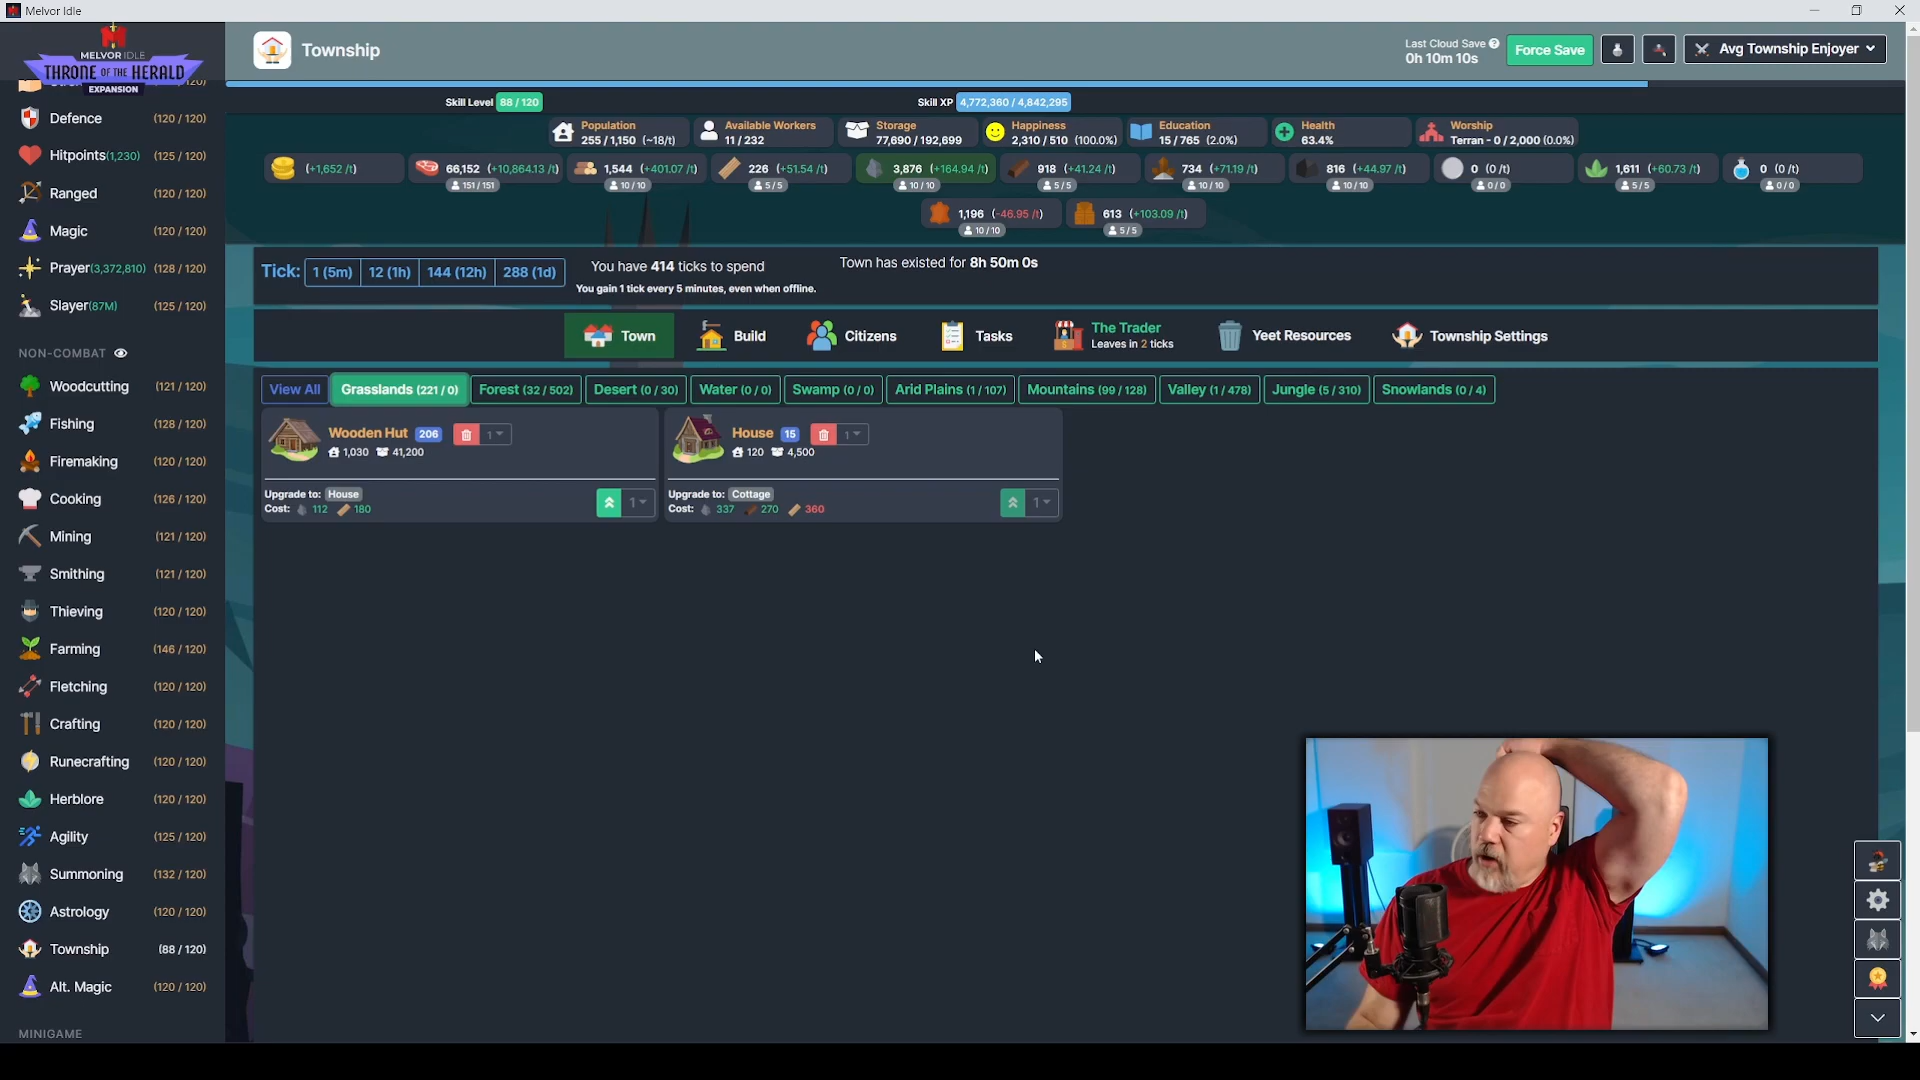 Melvor Idle
MELVOR IDLE
THRONE OF THE HERALD
EXPANSION
Defence (120 / 120)
Hitpoints(1,230) (125 / 120)
Ranged (120 / 120)
Magic (120 / 120)
Prayer(3,372,810) (128 / 120)
Slayer(87M) (125 / 120)
NON-COMBAT
Woodcutting (121 / 120)
Fishing (128 / 120)
Firemaking (120 / 120)
Cooking (126 / 120)
Mining (121 / 120)
Smithing (121 / 120)
Thieving (120 / 120)
Farming (146 / 120)
Fletching (120 / 120)
Crafting (120 / 120)
Runecrafting (120 / 120)
Herblore (120 / 120)
Agility (125 / 120)
Summoning (132 / 120)
Astrology (120 / 120)
Township (88 / 120)
Alt. Magic (120 / 120)
MINIGAME
Township
Last Cloud Save
0h 10m 10s
Force Save
Avg Township Enjoyer
Skill Level 88 / 120
Skill XP 4,772,360 / 4,842,295
Population
255 / 1,150 (~18/t)
Available Workers
11 / 232
Storage
77,690 / 192,699
Happiness
2,310 / 510 (100.0%)
Education
15 / 765 (2.0%)
Health
63.4%
Worship
Terran - 0 / 2,000 (0.0%)
(+1,652 /t)
66,152 (+10,864.13 /t)
151 / 151
1,544 (+401.07 /t)
10 / 10
226 (+51.54 /t)
5 / 5
3,876 (+164.94 /t)
10 / 10
918 (+41.24 /t)
5 / 5
734 (+71.19 /t)
10 / 10
816 (+44.97 /t)
10 / 10
0 (0 /t)
0 / 0
1,611 (+60.73 /t)
5 / 5
0 (0 /t)
0 / 0
1,196 (-46.95 /t)
10 / 10
613 (+103.09 /t)
5 / 5
Tick: 1 (5m) 12 (1h) 144 (12h) 288 (1d)
You have 414 ticks to spend
You gain 1 tick every 5 minutes, even when offline.
Town has existed for 8h 50m 0s
Town
Build
Citizens
Tasks
The Trader
Leaves in 2 ticks
Yeet Resources
Township Settings
View All
Grasslands (221 / 0)
Forest (32 / 502)
Desert (0 / 30)
Water (0 / 0)
Swamp (0 / 0)
Arid Plains (1 / 107)
Mountains (99 / 128)
Valley (1 / 478)
Jungle (5 / 310)
Snowlands (0 / 4)
Wooden Hut 206 1
1,030 41,200
Upgrade to: House
Cost: 112 180
1
House 15 1
120 4,500
Upgrade to: Cottage
Cost: 337 270 360
1